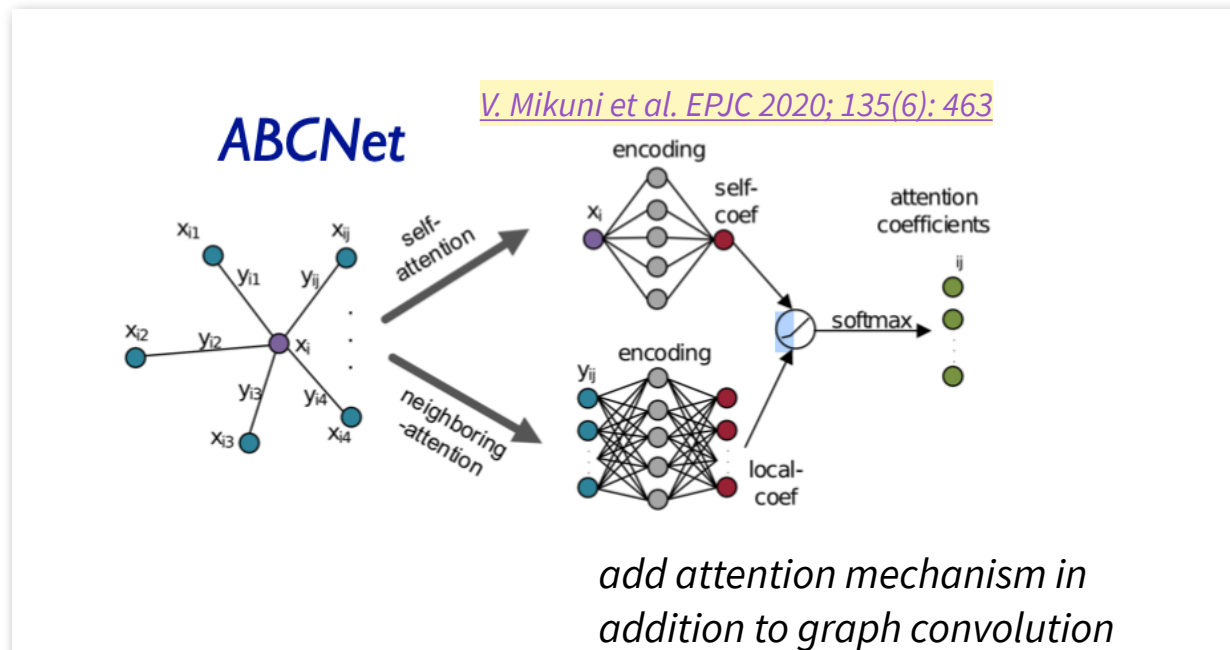 V. Mikuni et al. EPJC 2020; 135(6): 463
ABCNet
encoding
self-
coef
xi
attention
coefficients
ij
self-
attention
xi1
xij
yi1
yij
xi2
yi2
xi
yi3
yi4
xi3
xi4
softmax
encoding
yij
neighboring
-attention
local-
coef
add attention mechanism in
addition to graph convolution